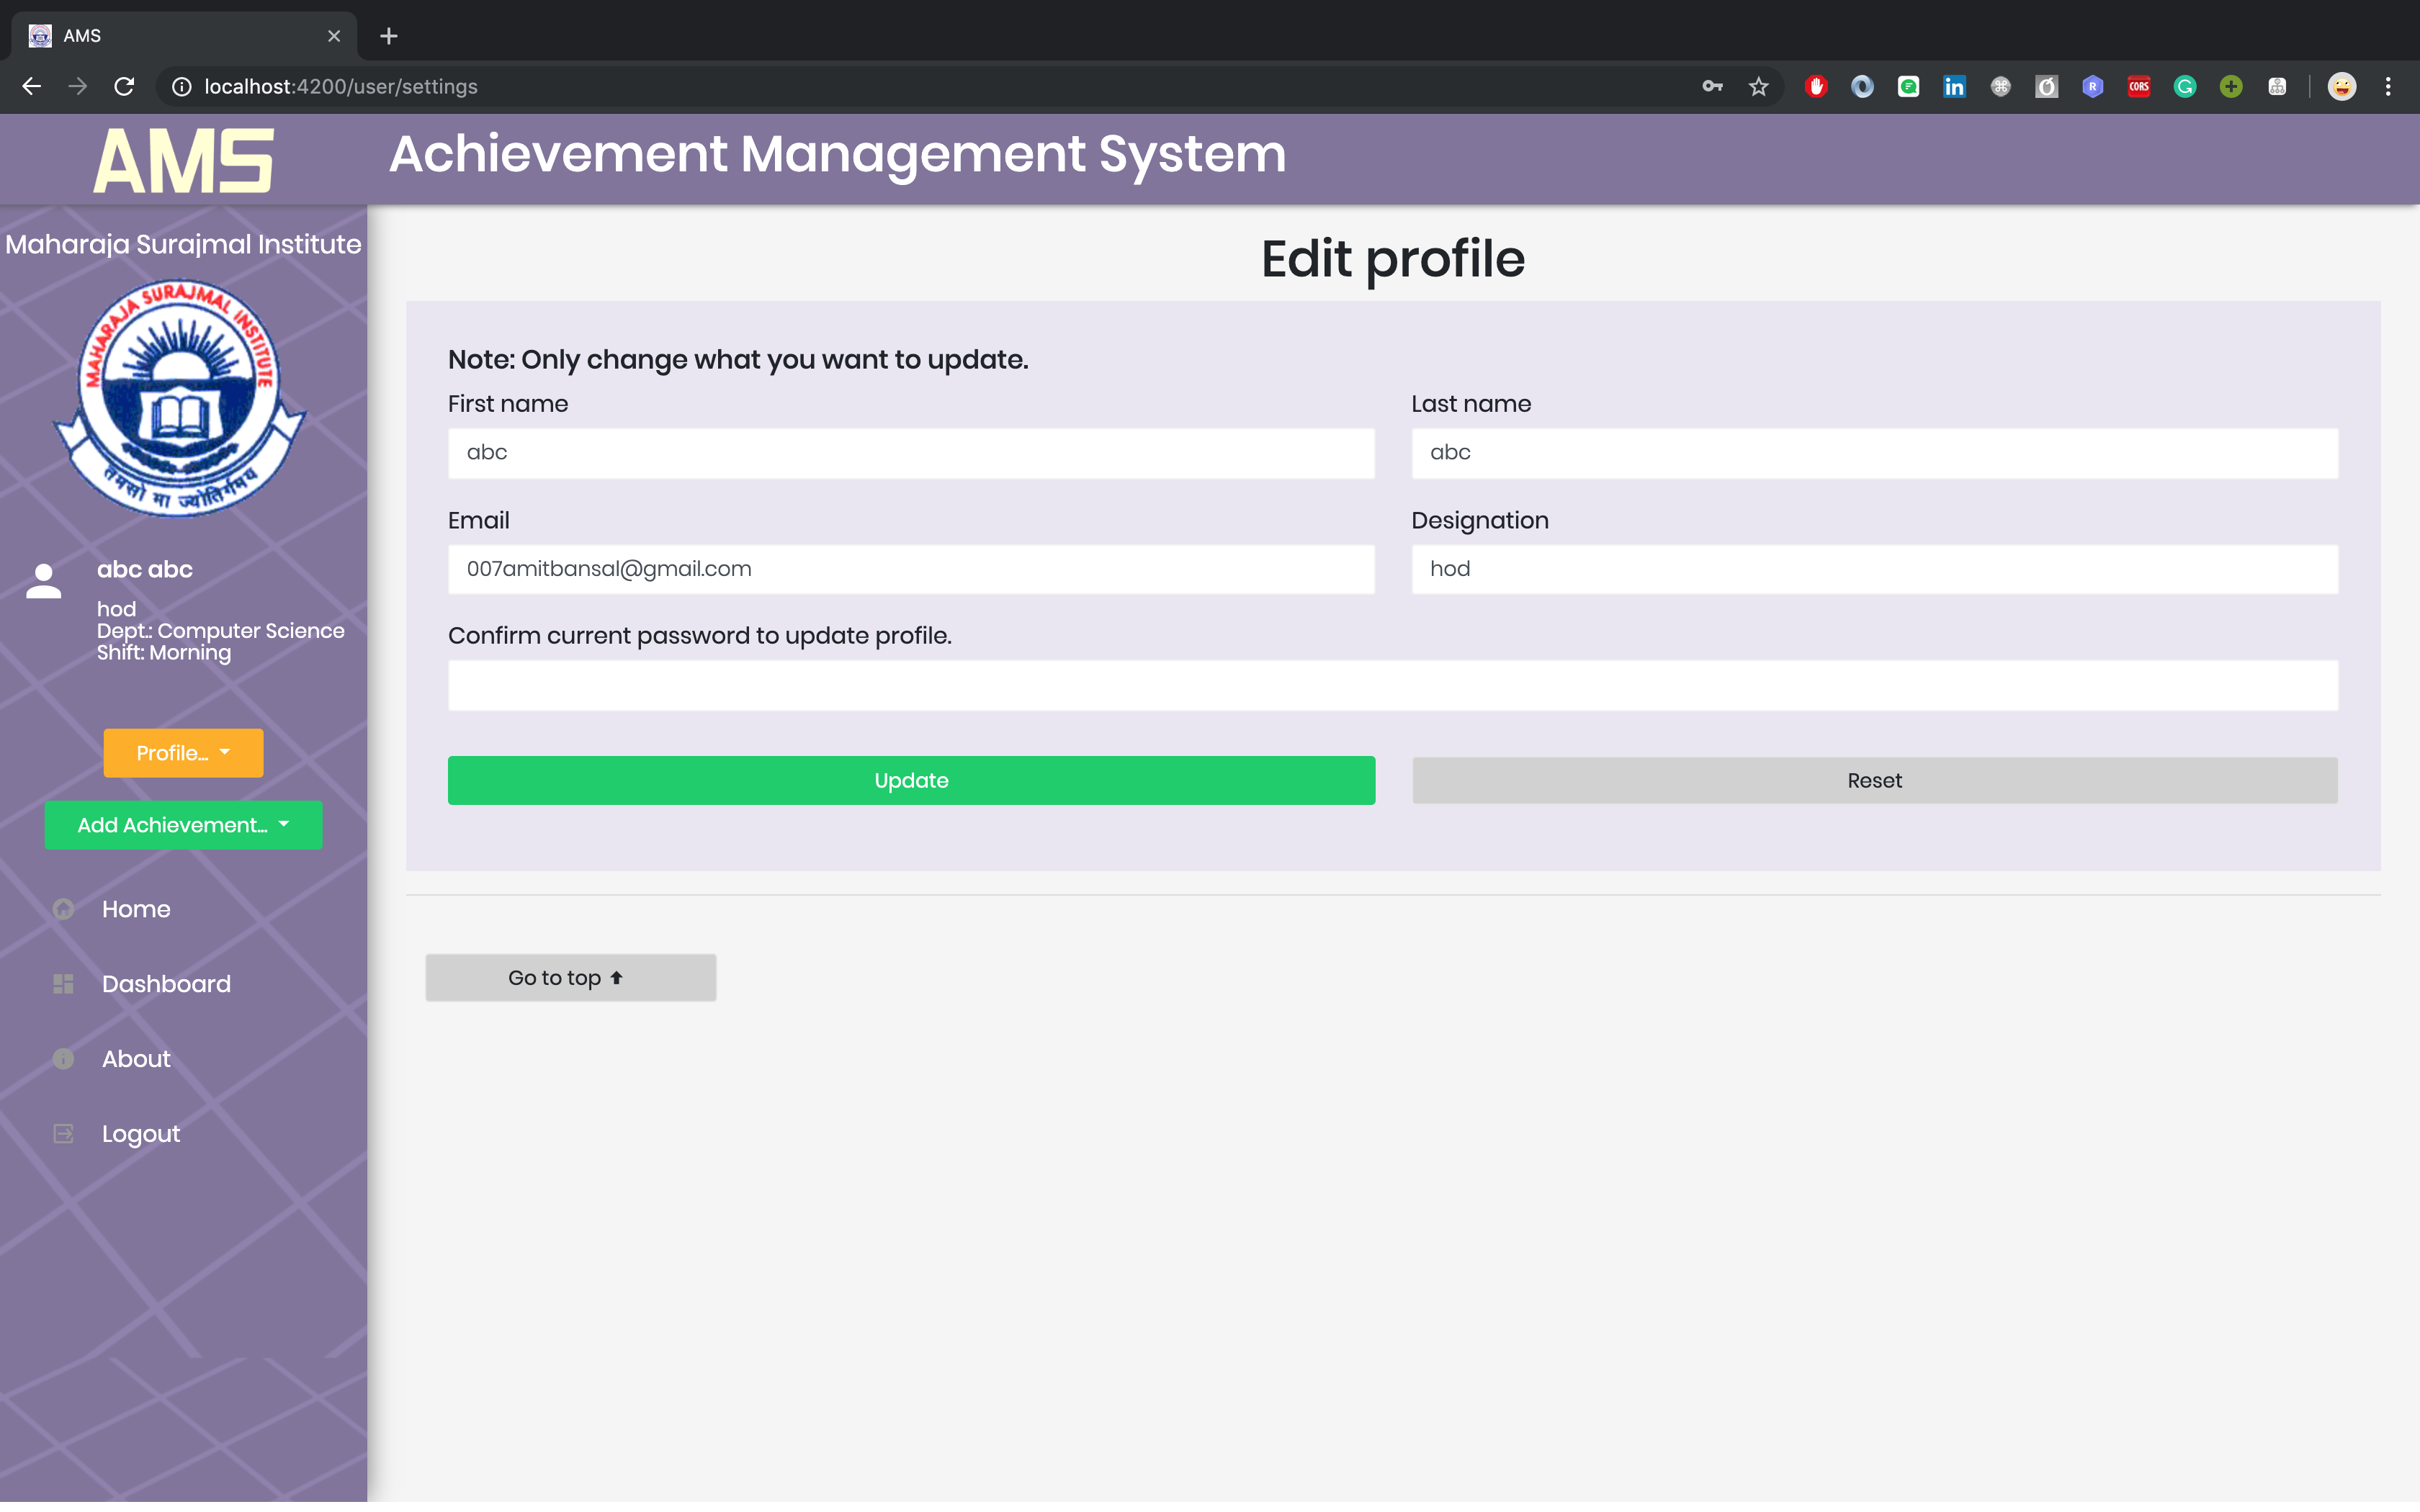 AMS
localhost:4200/user/settings
AMS
Achievement Management System
Maharaja Surajmal Institute
MAHARAJA SURAJMAL INSTITUTE
तमसो मा ज्योतिर्गमय
abc abc
hod
Dept.: Computer Science
Shift: Morning
Profile...
Add Achievement...
Home
Dashboard
About
Logout
Edit profile
Note: Only change what you want to update.
First name
Last name
abc
abc
Email
Designation
007amitbansal@gmail.com
hod
Confirm current password to update profile.
Update
Reset
Go to top
in
R
CORS